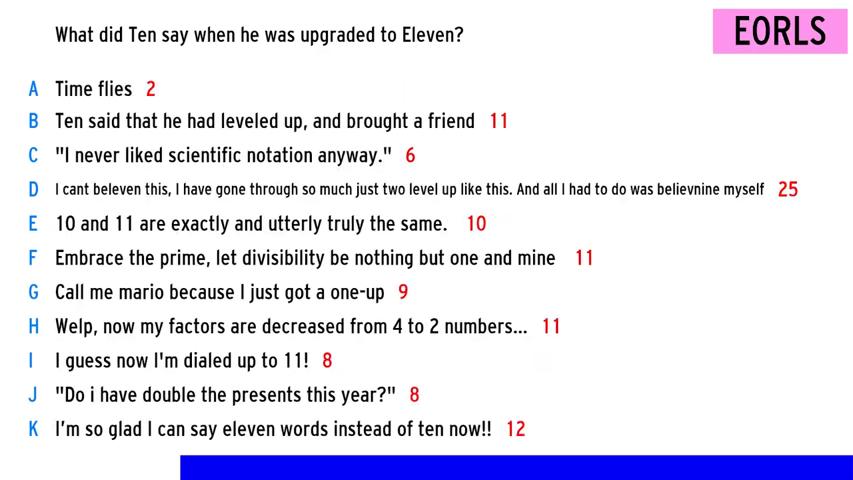 What did Ten say when he was upgraded to Eleven?
EORLS
A Time flies 2
B Ten said that he had leveled up, and brought a friend 11
C "I never liked scientific notation anyway." 6
D I cant beleven this, I have gone through so much just two level up like this. And all I had to do was believnine myself 25
E 10 and 11 are exactly and utterly truly the same. 10
F Embrace the prime, let divisibility be nothing but one and mine 11
G Call me mario because I just got a one-up 9
H Welp, now my factors are decreased from 4 to 2 numbers... 11
I I guess now I'm dialed up to 11! 8
J "Do i have double the presents this year?" 8
K I'm so glad I can say eleven words instead of ten now!! 12